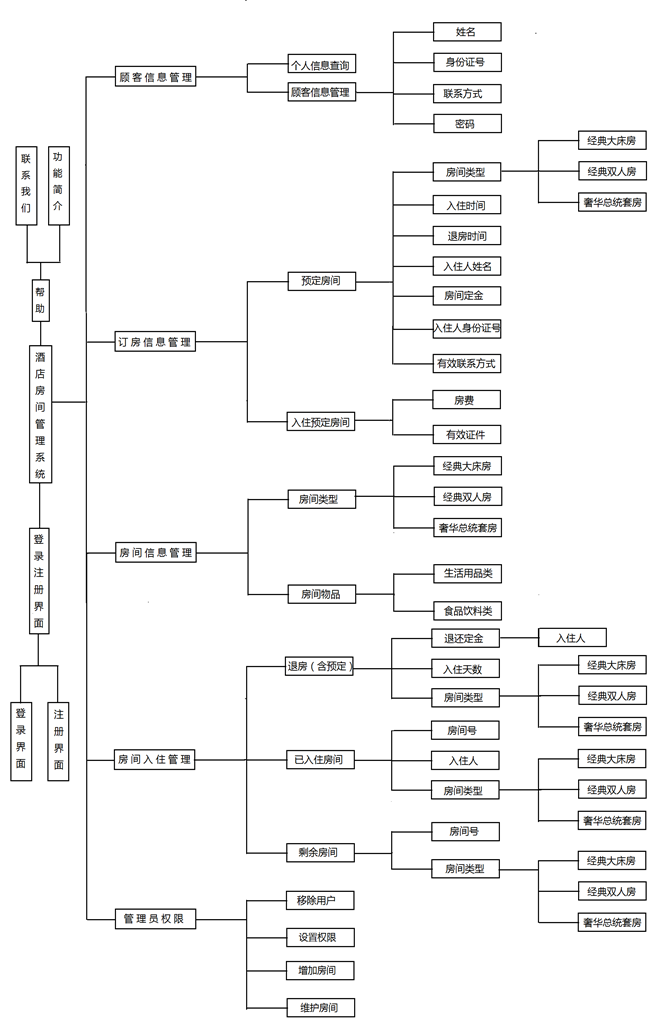 姓名
顾客信息管理
个人信息查询
身份证号
顾客信息管理
联系方式
密码
联系我们
功能简介
房间类型
经典大床房
经典双人房
奢华总统套房
入住时间
退房时间
预定房间
入住人姓名
房间定金
帮助
入住人身份证号
订房信息管理
有效联系方式
酒店房间管理系统
房费
入住预定房间
有效证件
经典大床房
房间类型
经典双人房
奢华总统套房
房间信息管理
登录注册界面
生活用品类
房间物品
食品饮料类
退还定金
入住人
退房（含预定）
入住天数
经典大床房
房间类型
经典双人房
奢华总统套房
登录界面
注册界面
房间号
房间入住管理
已入住房间
入住人
经典大床房
房间类型
经典双人房
奢华总统套房
房间号
剩余房间
房间类型
经典大床房
经典双人房
奢华总统套房
管理员权限
移除用户
设置权限
增加房间
维护房间